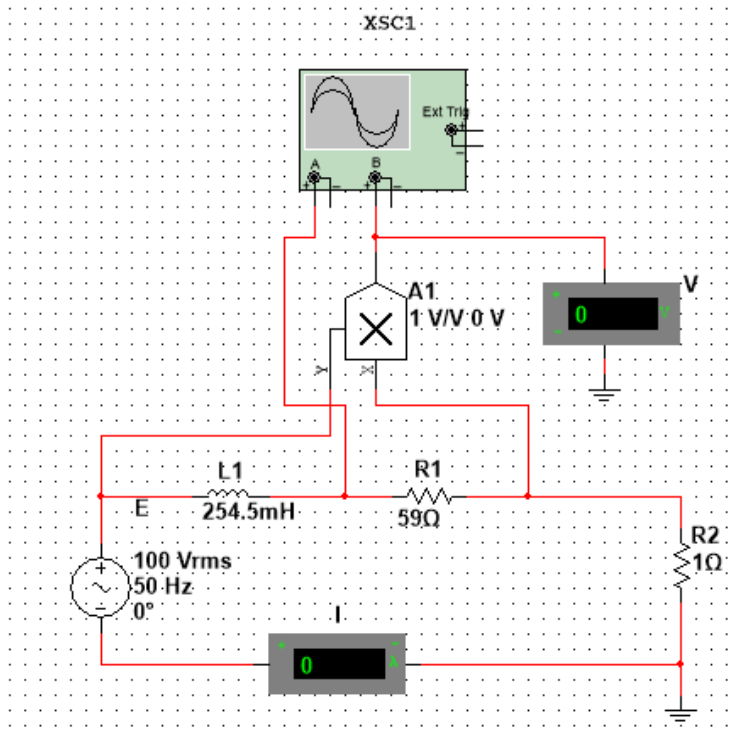 XSC1
Ext Trig
+
−
A
B
+ −
+ −
A1
1 V/V 0 V
Y
X
V
+
−
0
V
L1
254.5mH
E
R1
59Ω
R2
1Ω
+
−
100 Vrms
50 Hz
0°
I
+ −
0
A